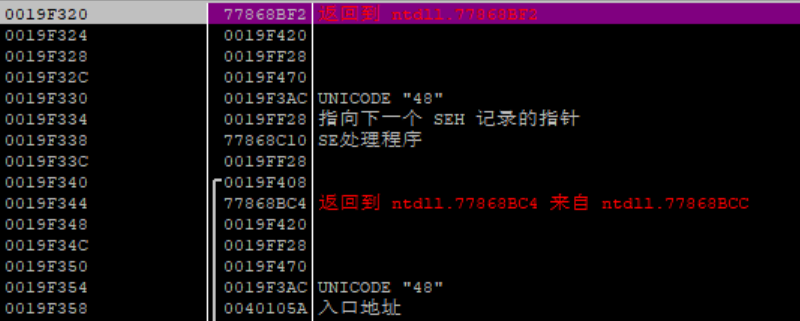 0019F320 77868BF2 返回到 ntdll.77868BF2
0019F324 0019F420
0019F328 0019FF28
0019F32C 0019F470
0019F330 0019F3AC UNICODE "48"
0019F334 0019FF28 指向下一个 SEH 记录的指针
0019F338 77868C10 SE处理程序
0019F33C 0019FF28
0019F340 0019F408
0019F344 77868BC4 返回到 ntdll.77868BC4 来自 ntdll.77868BCC
0019F348 0019F420
0019F34C 0019FF28
0019F350 0019F470
0019F354 0019F3AC UNICODE "48"
0019F358 0040105A 入口地址